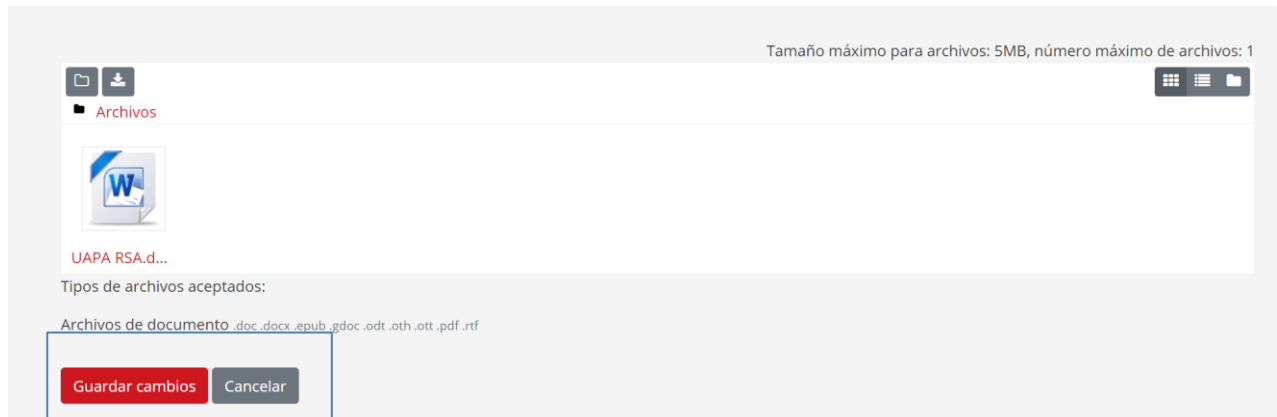 Tamaño máximo para archivos: 5MB, número máximo de archivos: 1
Archivos
W
UAPA RSA.d...
Tipos de archivos aceptados:
Archivos de documento .doc .docx .epub .gdoc .odt .oth .ott .pdf .rtf
Guardar cambios Cancelar